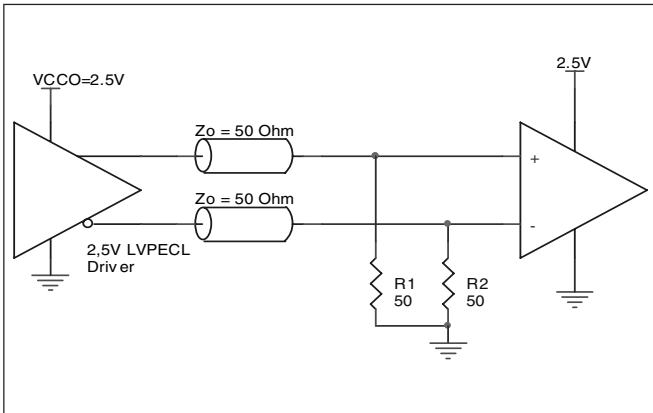 VCCO=2.5V
2.5V
Zo = 50 Ohm
+
Zo = 50 Ohm
-
2,5V LVPECL
Driver
R1
50
R2
50